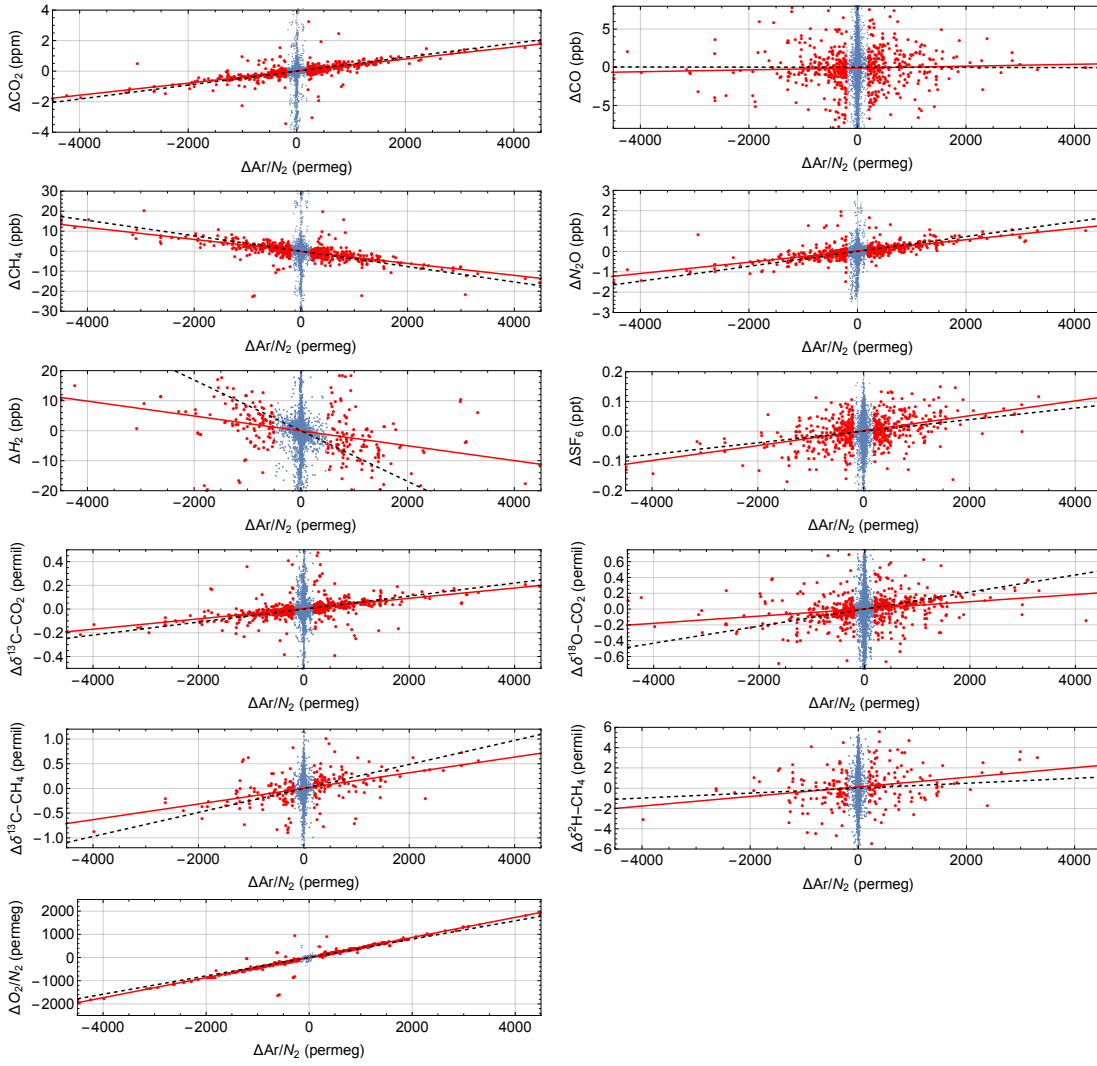 4
2
0
−2
−4
ΔCO2 (ppm)
−4000 −2000 0 2000 4000
ΔAr/N2 (permeg)
5
0
−5
ΔCO (ppb)
−4000 −2000 0 2000 4000
ΔAr/N2 (permeg)
30
20
10
0
−10
−20
−30
ΔCH4 (ppb)
−4000 −2000 0 2000 4000
ΔAr/N2 (permeg)
3
2
1
0
−1
−2
−3
ΔN2O (ppb)
−4000 −2000 0 2000 4000
ΔAr/N2 (permeg)
20
10
0
−10
−20
ΔH2 (ppb)
−4000 −2000 0 2000 4000
ΔAr/N2 (permeg)
0.2
0.1
0.0
−0.1
0.2
ΔSF6 (ppt)
−4000 −2000 0 2000 4000
ΔAr/N2 (permeg)
0.4
0.2
0.0
−0.2
−0.4
Δδ13C−CO2 (permil)
−4000 −2000 0 2000 4000
ΔAr/N2 (permeg)
0.6
0.4
0.2
0.0
−0.2
−0.4
−0.6
Δδ18O−CO2 (permil)
−4000 −2000 0 2000 4000
ΔAr/N2 (permeg)
1.0
0.5
0.0
−0.5
−1.0
Δδ13C−CH4 (permil)
−4000 −2000 0 2000 4000
ΔAr/N2 (permeg)
6
4
2
0
−2
−4
−6
Δδ2H−CH4 (permil)
−4000 −2000 0 2000 4000
ΔAr/N2 (permeg)
2000
1000
0
−1000
−2000
ΔO2/N2 (permeg)
−4000 −2000 0 2000 4000
ΔAr/N2 (permeg)